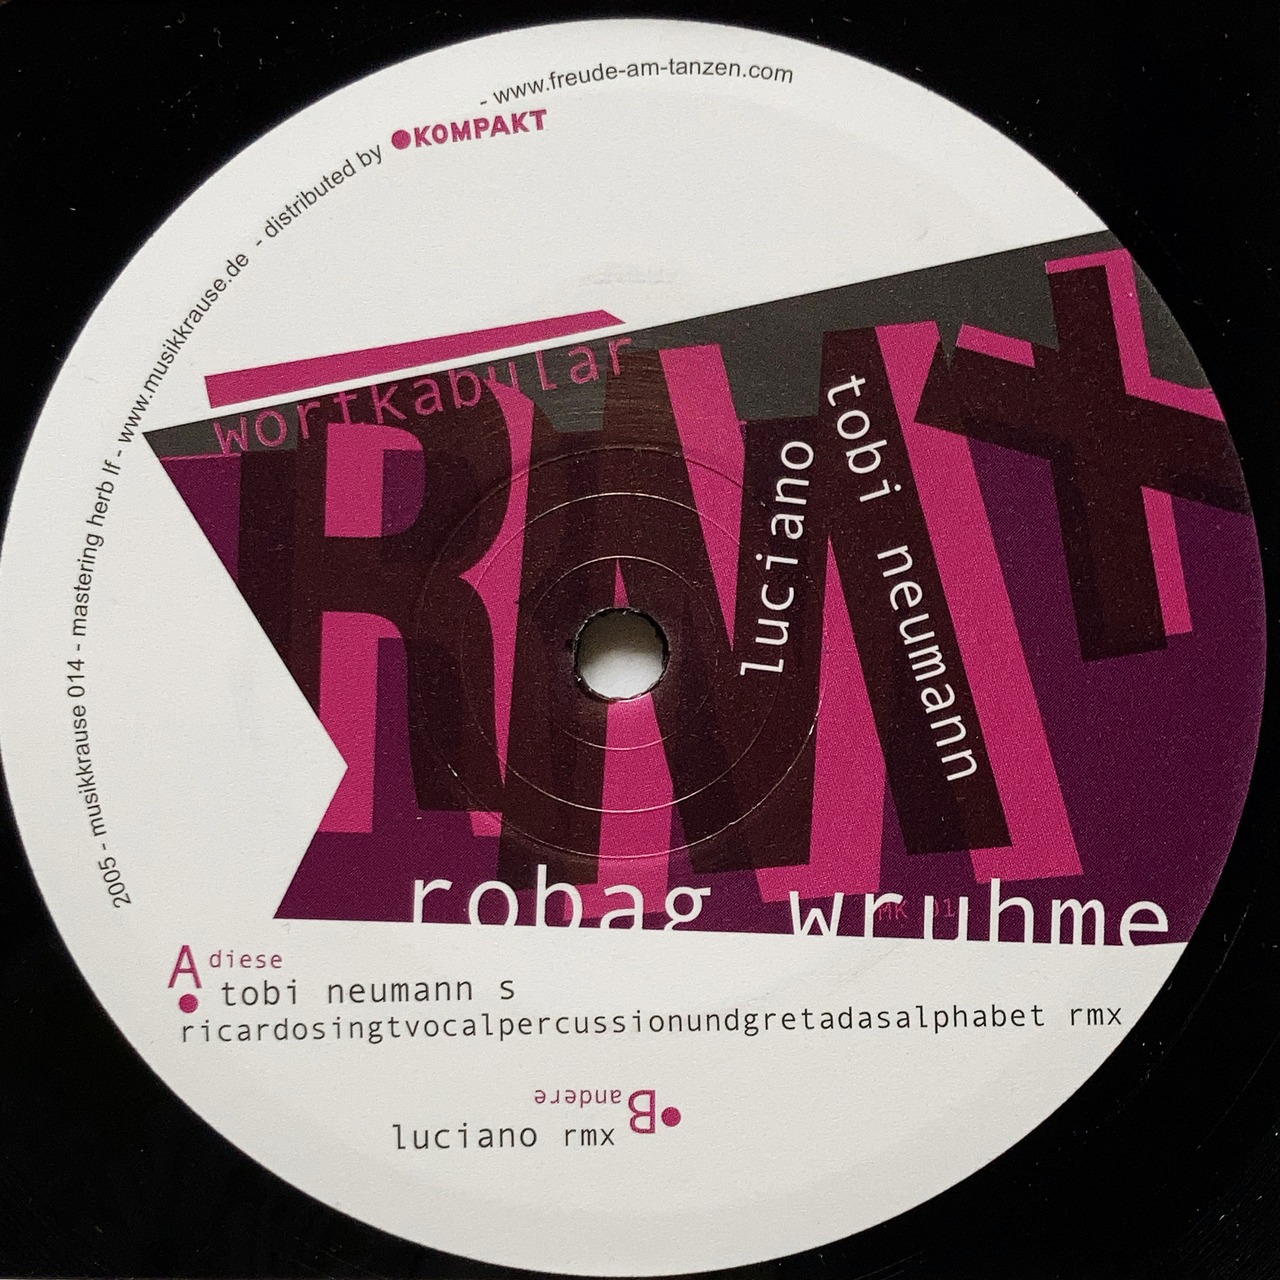 2005 - musikkrause 014 - mastering herb lf - www.musikkrause.de - distributed by KOMPAKT - www.freude-am-tanzen.com
wortkabular
RMX
luciano
tobi neumann
robag wruhme
A diese
tobi neumann s
ricardosingtvocalpercussionundgretadasalphabet rmx
B andere
luciano rmx